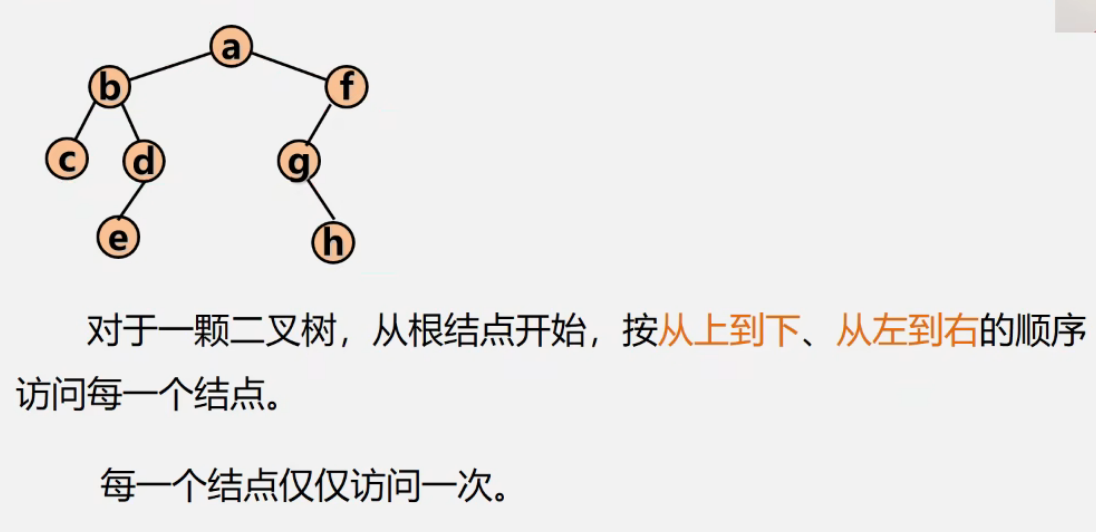 a
b
f
c
d
g
e
h
对于一颗二叉树，从根结点开始，按从上到下、从左到右的顺序
访问每一个结点。
每一个结点仅仅访问一次。